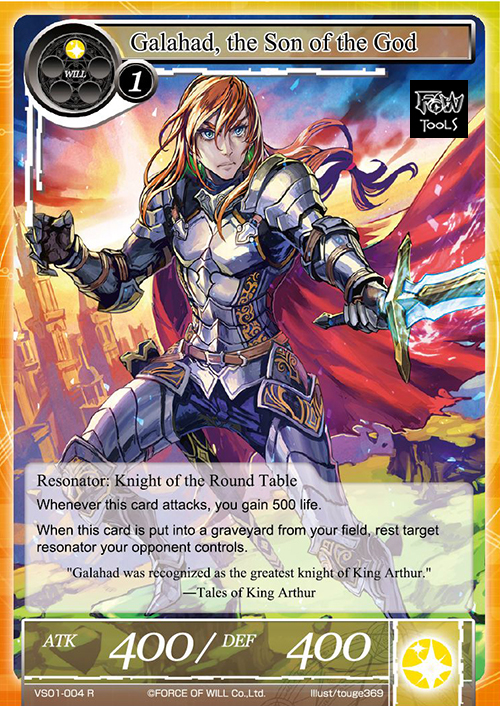 Galahad, the Son of the God
WILL
1
FoW
TOOLS
Resonator: Knight of the Round Table
Whenever this card attacks, you gain 500 life.
When this card is put into a graveyard from your field, rest target
resonator your opponent controls.
"Galahad was recognized as the greatest knight of King Arthur."
—Tales of King Arthur
ATK 400 / DEF 400
VS01-004 R ©FORCE OF WILL Co.,Ltd. Illust/touge369